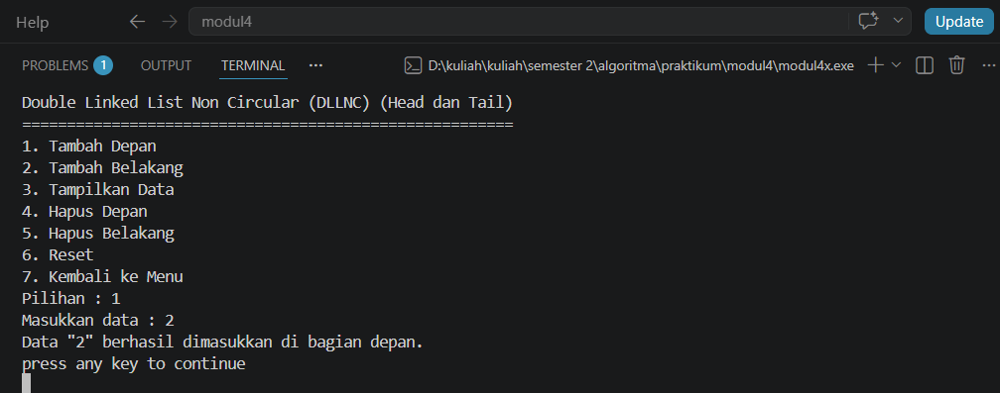 Help modul4 Update
PROBLEMS 1 OUTPUT TERMINAL ··· D:\kuliah\kuliah\semester 2\algoritma\praktikum\modul4\modul4x.exe ···
Double Linked List Non Circular (DLLNC) (Head dan Tail)
=======================================================
1. Tambah Depan
2. Tambah Belakang
3. Tampilkan Data
4. Hapus Depan
5. Hapus Belakang
6. Reset
7. Kembali ke Menu
Pilihan : 1
Masukkan data : 2
Data "2" berhasil dimasukkan di bagian depan.
press any key to continue